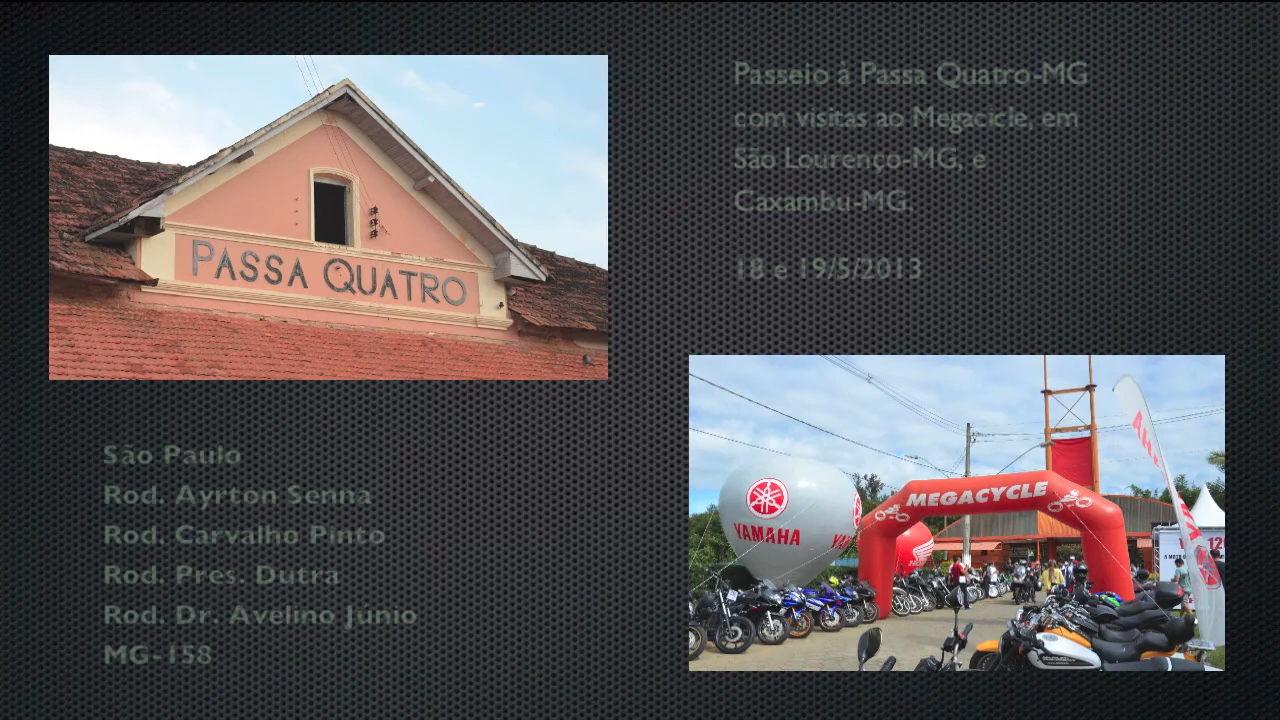 Passeio à Passa Quatro-MG
com visitas ao Megacicle, em
São Lourenço-MG, e
Caxambu-MG.
18 e 19/5/2013
PASSA QUATRO
São Paulo
Rod. Ayrton Senna
Rod. Carvalho Pinto
Rod. Pres. Dutra
Rod. Dr. Avelino Júnio
MG-158
MEGACYCLE
YAMAHA